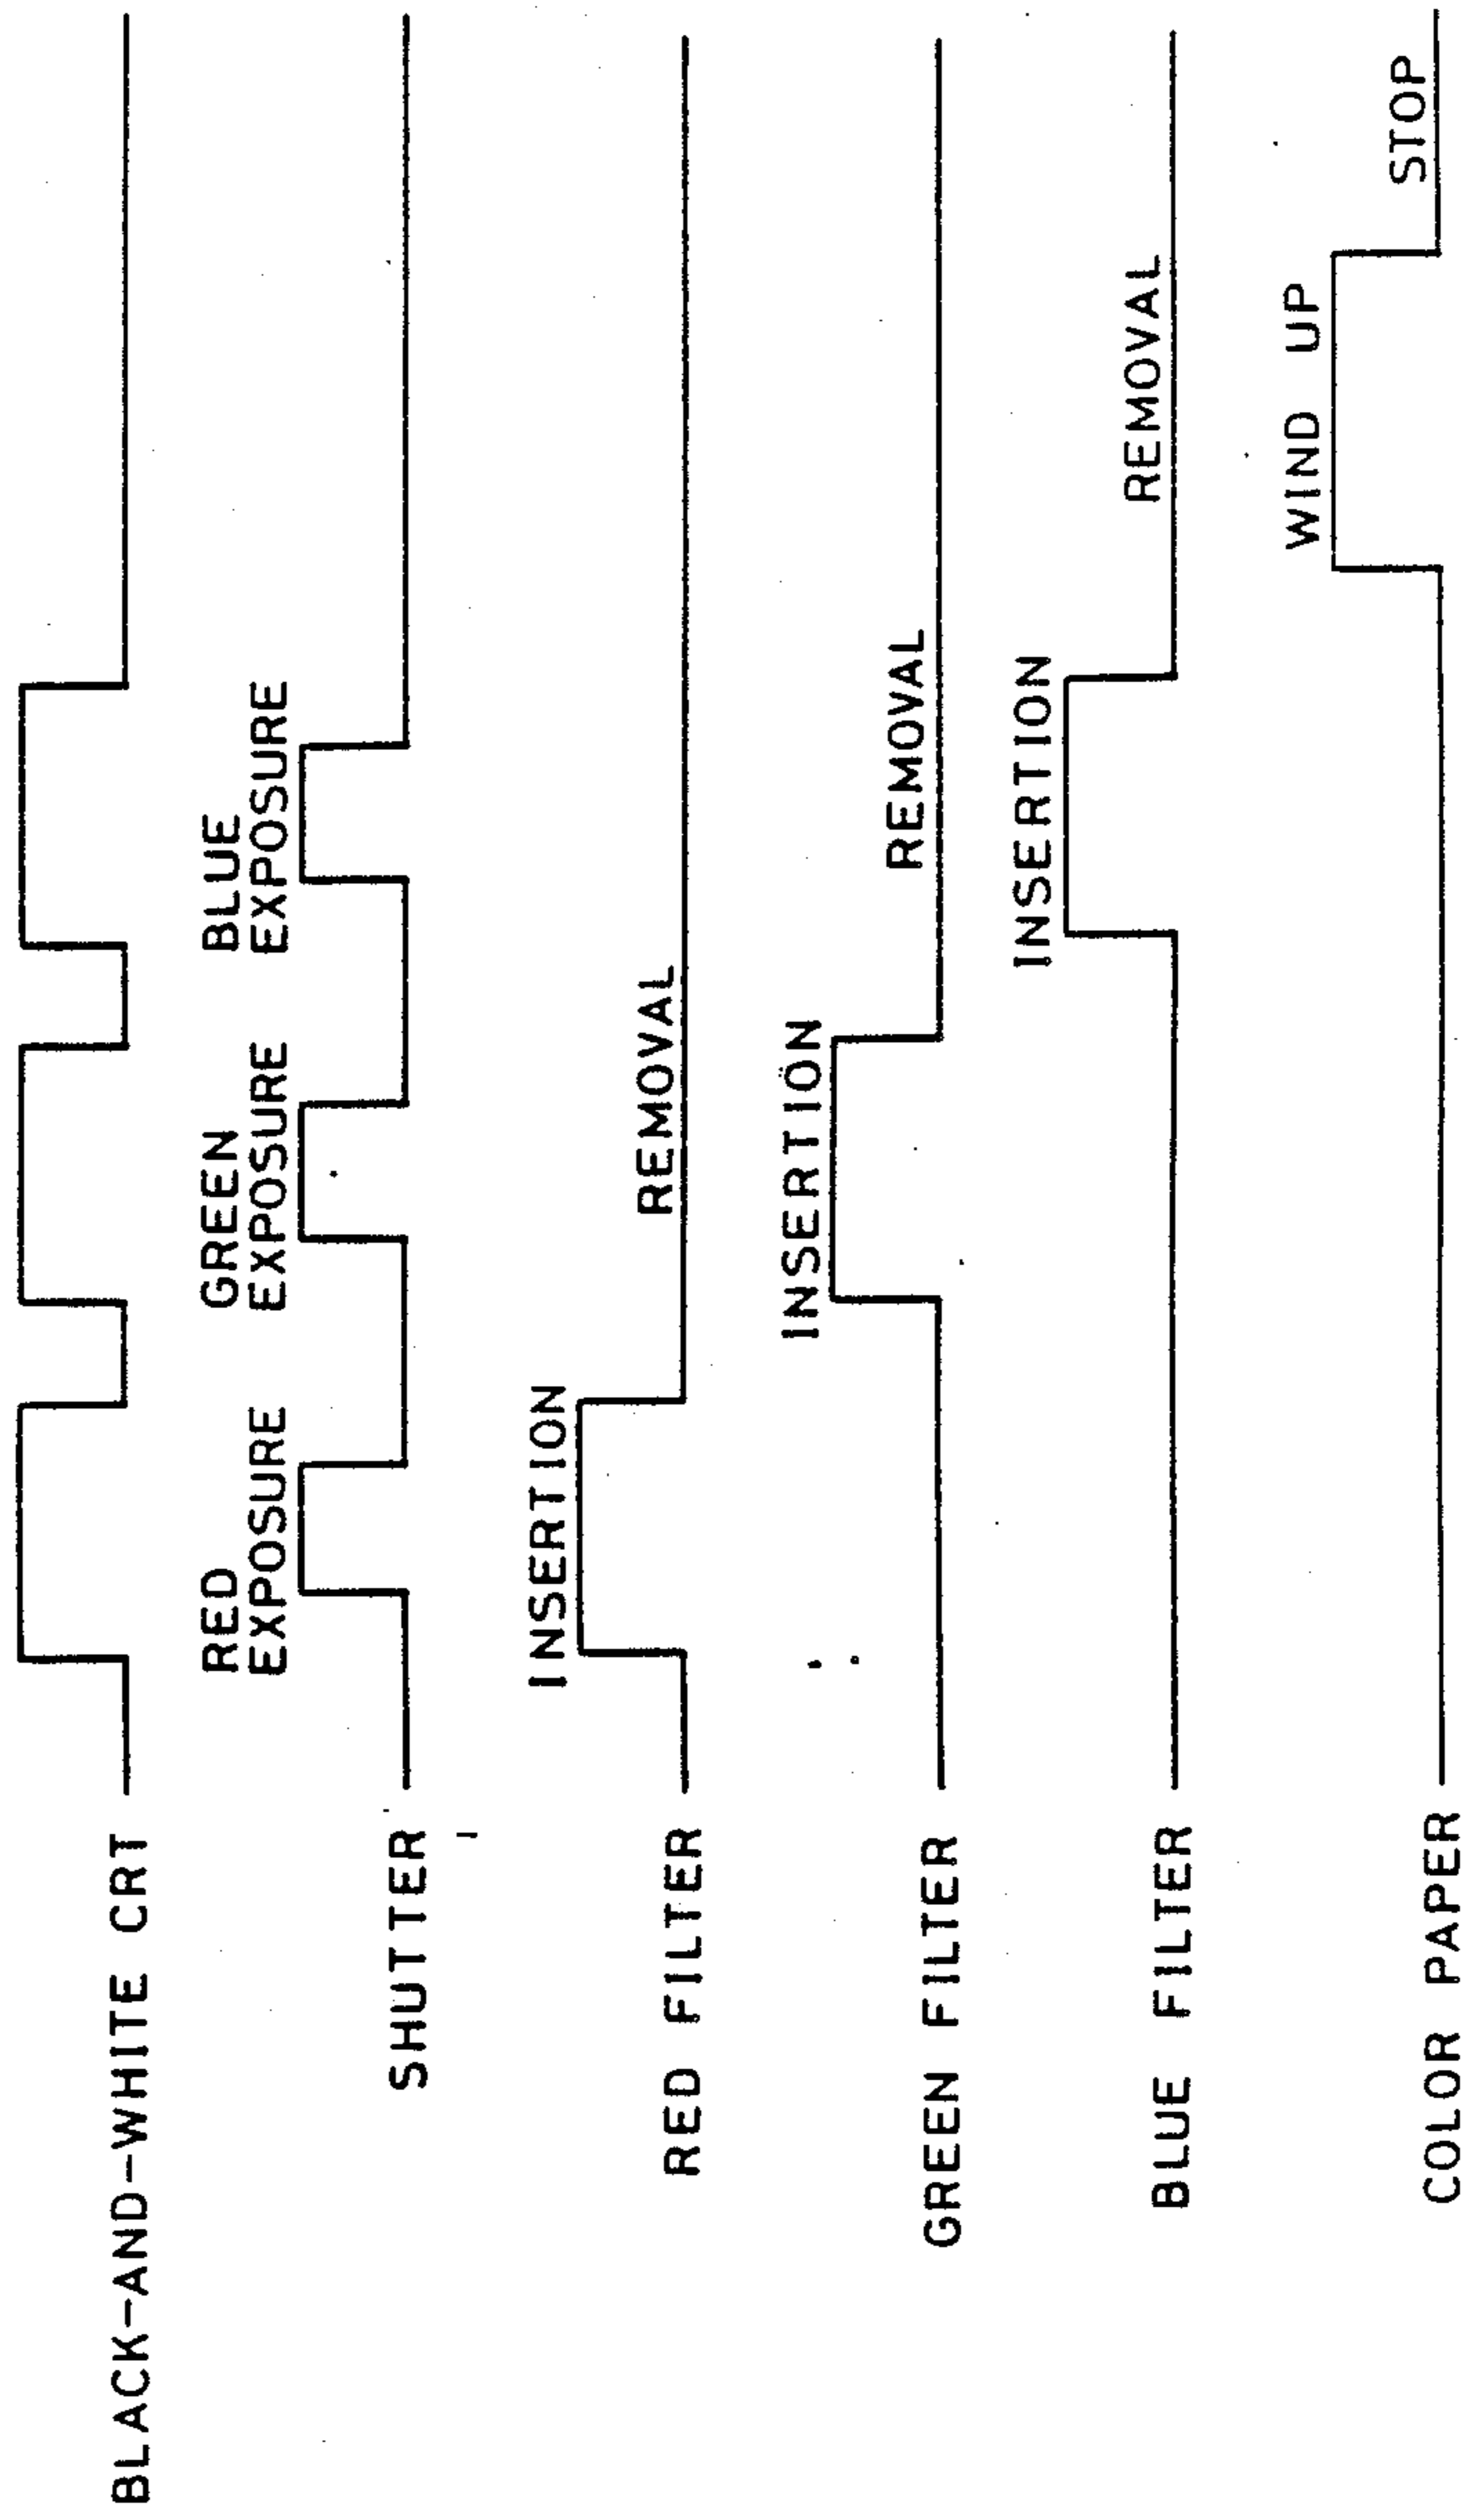 BLACK-AND-WHITE CRT
RED
EXPOSURE
GREEN
EXPOSURE
BLUE
EXPOSURE
SHUTTER
INSERTION
REMOVAL
RED FILTER
INSERTION
REMOVAL
GREEN FILTER
INSERTION
REMOVAL
BLUE FILTER
WIND UP
STOP
COLOR PAPER